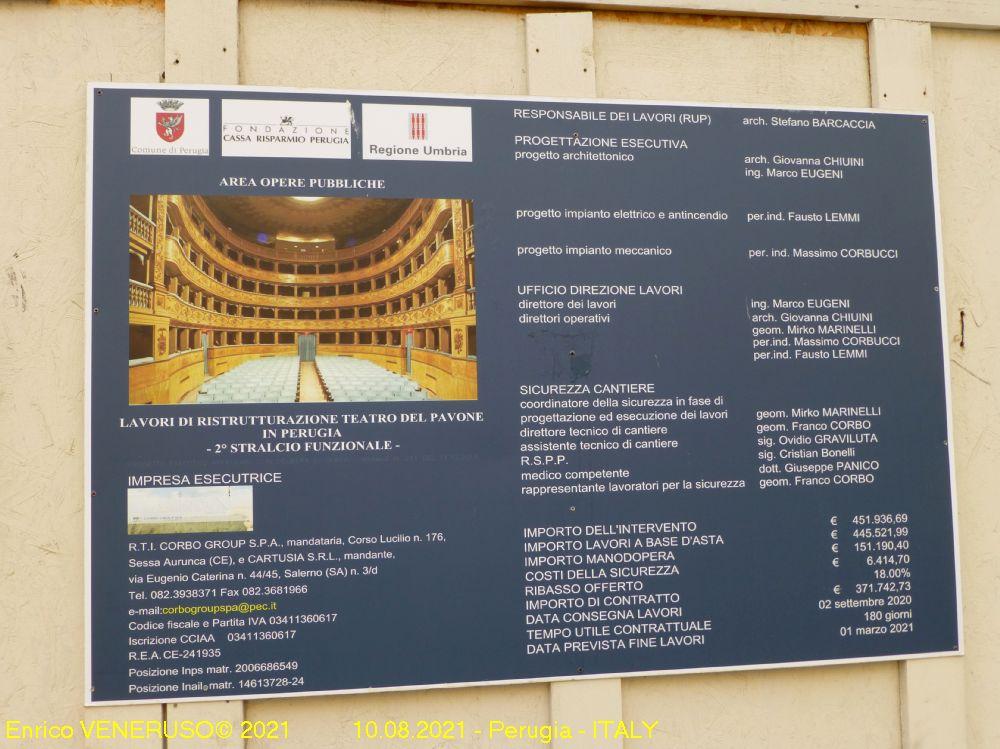 Comune di Perugia
FONDAZIONE
CASSA RISPARMIO PERUGIA
Regione Umbria
AREA OPERE PUBBLICHE
LAVORI DI RISTRUTTURAZIONE TEATRO DEL PAVONE
IN PERUGIA
- 2° STRALCIO FUNZIONALE -
IMPRESA ESECUTRICE
R.T.I. CORBO GROUP S.P.A., mandataria, Corso Lucilio n. 176,
Sessa Aurunca (CE), e CARTUSIA S.R.L., mandante,
via Eugenio Caterina n. 44/45, Salerno (SA) n. 3/d
Tel. 082.3938371 Fax 082.3681966
e-mail:corbogroupspa@pec.it
Codice fiscale e Partita IVA 03411360617
Iscrizione CCIAA 03411360617
R.E.A. CE-241935
Posizione Inps matr. 2006686549
Posizione Inail matr. 14613728-24
RESPONSABILE DEI LAVORI (RUP) arch. Stefano BARCACCIA
PROGETTAZIONE ESECUTIVA
progetto architettonico arch. Giovanna CHIUINI
ing. Marco EUGENI
progetto impianto elettrico e antincendio per.ind. Fausto LEMMI
progetto impianto meccanico per. ind. Massimo CORBUCCI
UFFICIO DIREZIONE LAVORI
direttore dei lavori ing. Marco EUGENI
direttori operativi arch. Giovanna CHIUINI
geom. Mirko MARINELLI
per.ind. Massimo CORBUCCI
per.ind. Fausto LEMMI
SICUREZZA CANTIERE
coordinatore della sicurezza in fase di
progettazione ed esecuzione dei lavori geom. Mirko MARINELLI
direttore tecnico di cantiere geom. Franco CORBO
assistente tecnico di cantiere sig. Ovidio GRAVILUTA
R.S.P.P. sig. Cristian Bonelli
medico competente dott. Giuseppe PANICO
rappresentante lavoratori per la sicurezza geom. Franco CORBO
IMPORTO DELL'INTERVENTO € 451.936,69
IMPORTO LAVORI A BASE D'ASTA € 445.521,99
IMPORTO MANODOPERA € 151.190,40
COSTI DELLA SICUREZZA € 6.414,70
RIBASSO OFFERTO 18.00%
IMPORTO DI CONTRATTO € 371.742,73
DATA CONSEGNA LAVORI 02 settembre 2020
TEMPO UTILE CONTRATTUALE 180 giorni
DATA PREVISTA FINE LAVORI 01 marzo 2021
Enrico VENERUSO© 2021 10.08.2021 - Perugia - ITALY